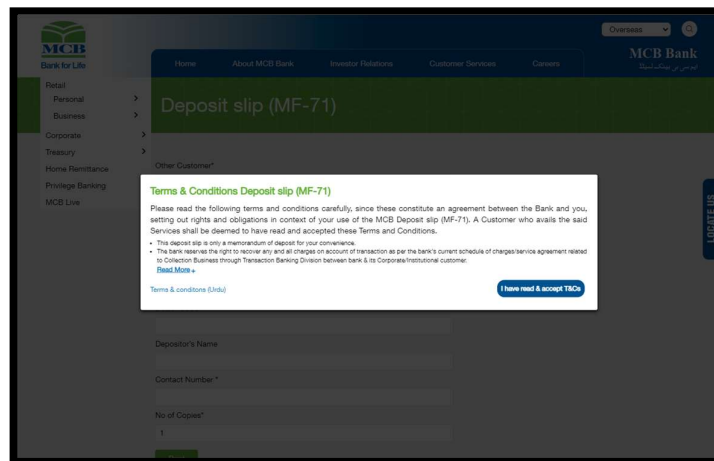 Overseas
MCB
Bank for Life
MCB Bank
Home
About MCB Bank
Investor Relations
Customer Services
Careers
Retail
Personal
Business
Corporate
Treasury
Home Remittance
Privilege Banking
MCB Live
Deposit slip (MF-71)
Other Customer*
Terms & Conditions Deposit slip (MF-71)
Please read the following terms and conditions carefully, since these constitute an agreement between the Bank and you,
setting out rights and obligations in context of your use of the MCB Deposit slip (MF-71). A Customer who avails the said
Services shall be deemed to have read and accepted these Terms and Conditions.
• This deposit slip is only a memorandum of deposit for your convenience.
• The bank reserves the right to recover any and all charges on account of transaction as per the bank's current schedule of charges/service agreement related
to Collection Business through Transaction Banking Division between bank & its Corporate/Institutional customer.
Read More +
Terms & conditons (Urdu)
I have read & accept T&Cs
LOCATE US
Depositor's Name
Contact Number *
No of Copies*
1